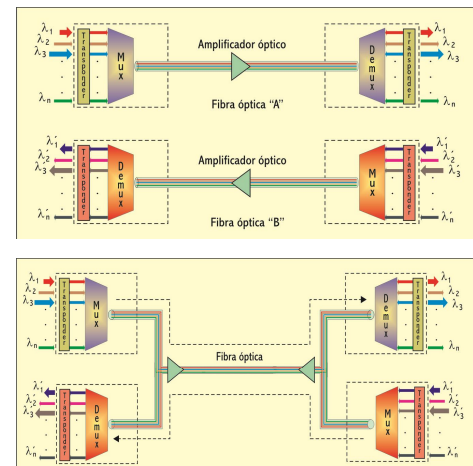 λ1
λ2
λ3
λn
Transponder
Mux
Amplificador óptico
Fibra óptica "A"
Demux
Transponder
λ1
λ2
λ3
λn
λ'1
λ'2
λ'3
λ'n
Transponder
Demux
Amplificador óptico
Fibra óptica "B"
Mux
Transponder
λ'1
λ'2
λ'3
λ'n
λ1
λ2
λ3
λn
Transponder
Mux
Fibra óptica
Demux
Transponder
λ1
λ2
λ3
λn
λ'1
λ'2
λ'3
λ'n
Transponder
Demux
Mux
Transponder
λ'1
λ'2
λ'3
λ'n